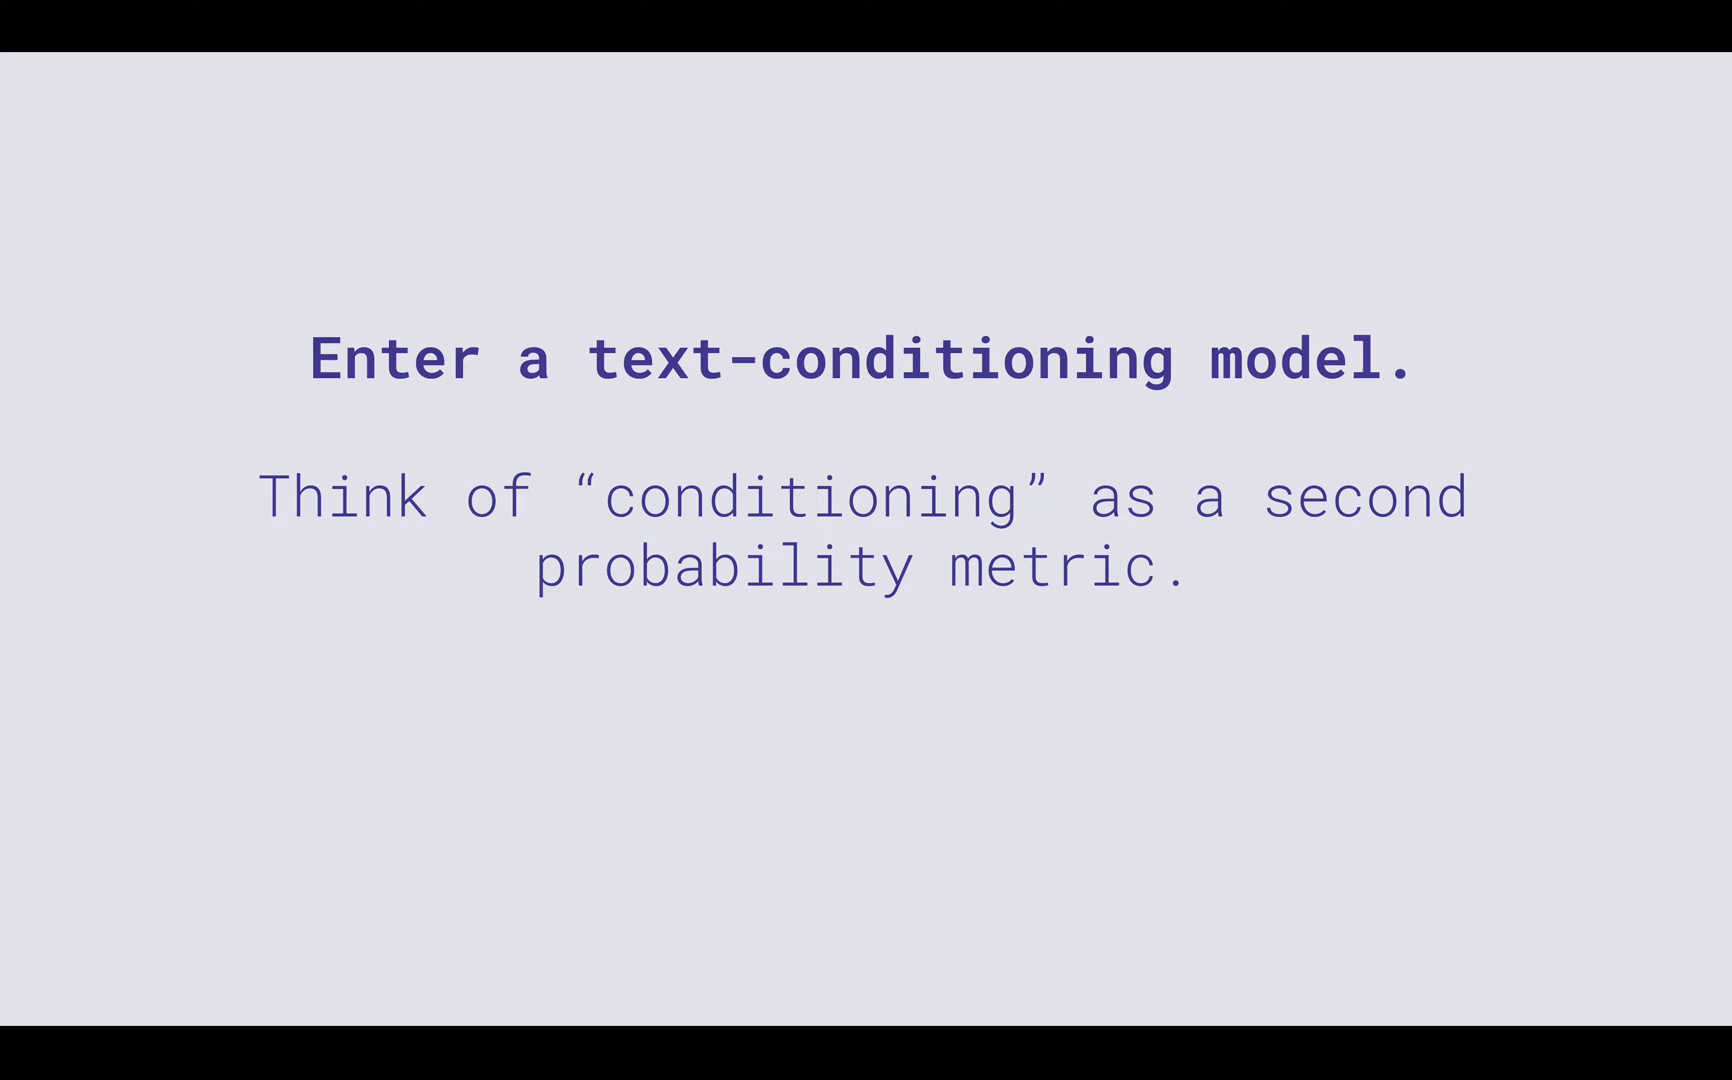 Enter a text-conditioning model.
Think of “conditioning” as a second
probability metric.